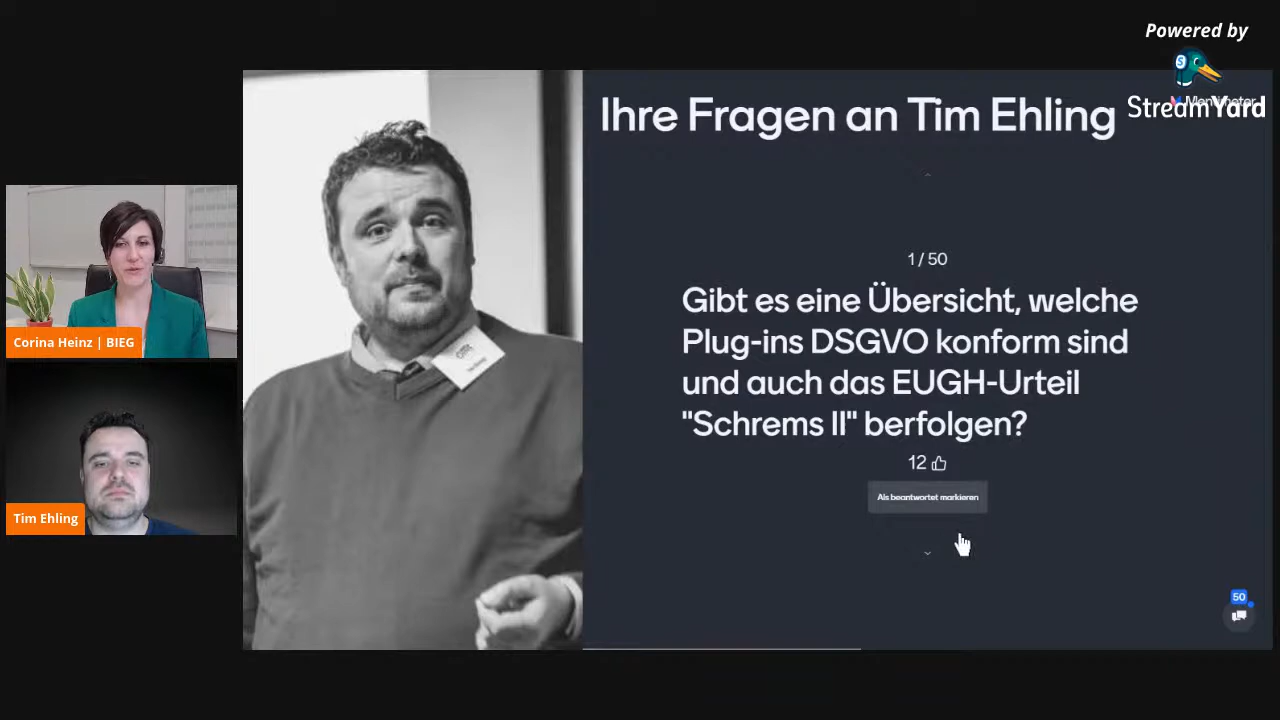 Powered by
StreamYard
Ihre Fragen an Tim Ehling
1 / 50
Gibt es eine Übersicht, welche
Plug-ins DSGVO konform sind
und auch das EUGH-Urteil
"Schrems II" berfolgen?
12
Als beantwortet markieren
50
Corina Heinz | BIEG
Tim Ehling